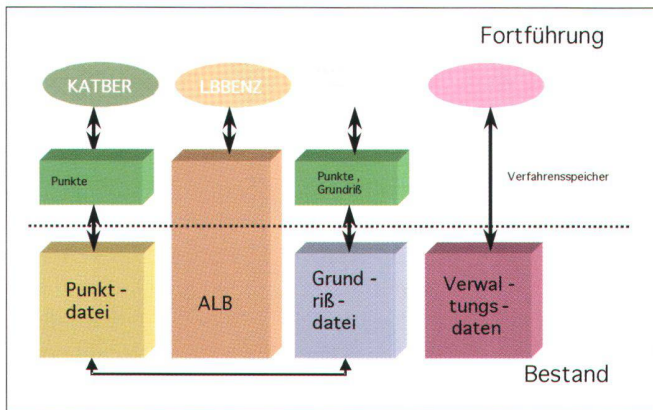 Fortführung
KATBER
LBBENZ
Punkte
Punkte ,
Grundriß
Verfahrensspeicher
Punkt -
datei
ALB
Grund -
riß-
datei
Verwal -
tungs -
daten
Bestand